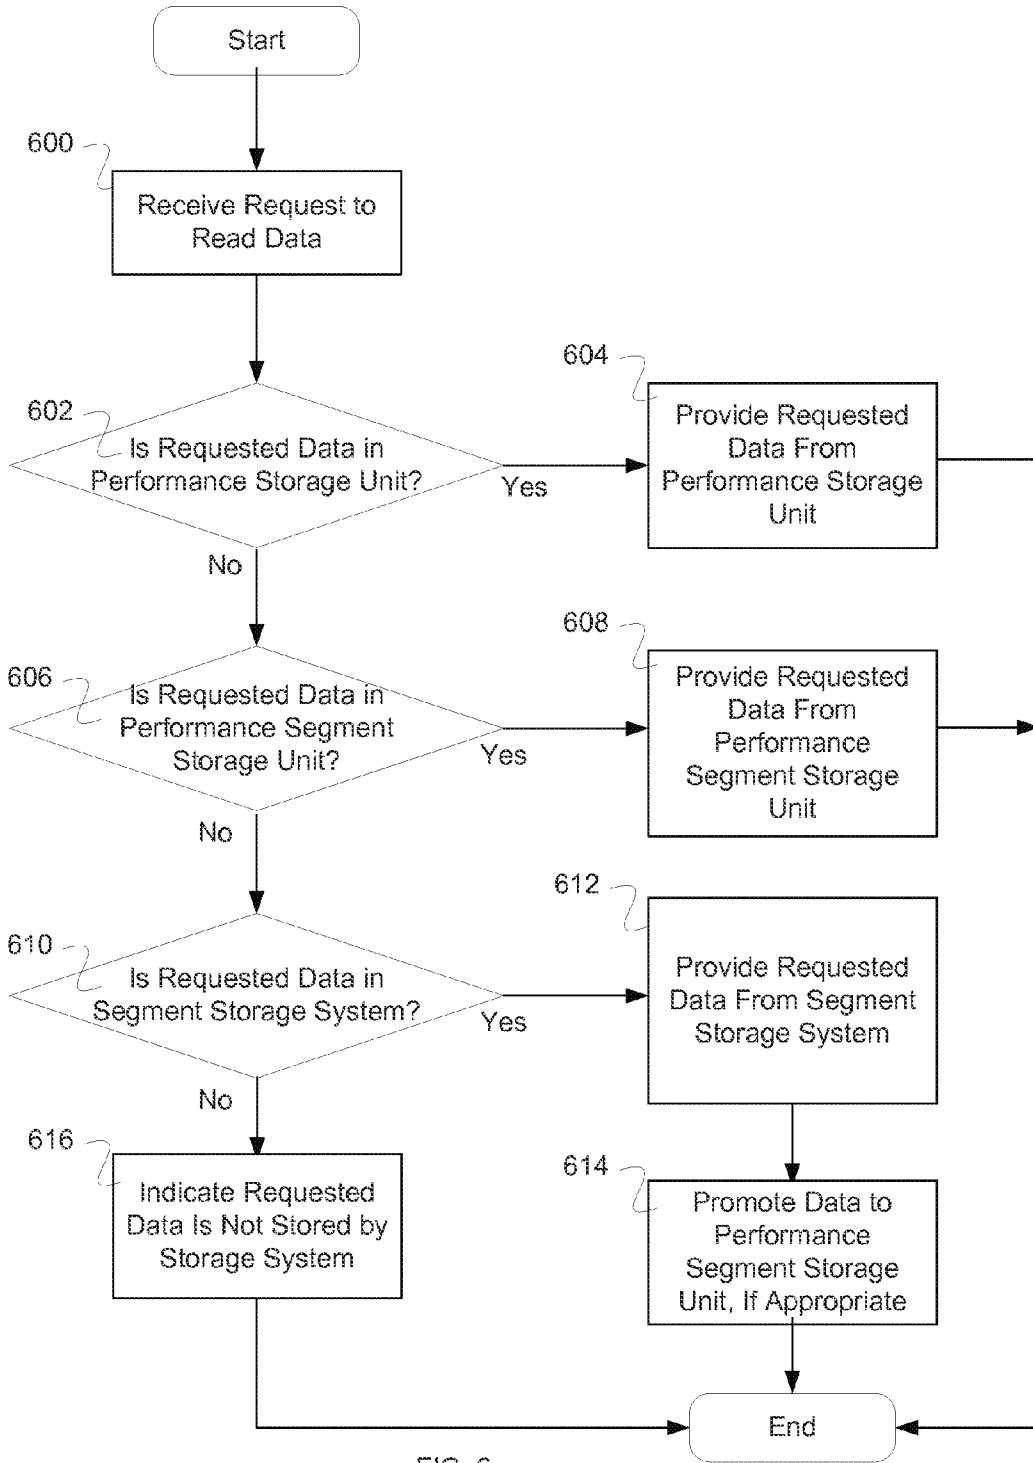 Start
600
Receive Request to
Read Data
602
Is Requested Data in
Performance Storage Unit?
Yes
No
604
Provide Requested
Data From
Performance Storage
Unit
606
Is Requested Data in
Performance Segment
Storage Unit?
Yes
No
608
Provide Requested
Data From
Performance
Segment Storage
Unit
610
Is Requested Data in
Segment Storage System?
Yes
No
612
Provide Requested
Data From Segment
Storage System
614
Promote Data to
Performance
Segment Storage
Unit, If Appropriate
616
Indicate Requested
Data Is Not Stored by
Storage System
End